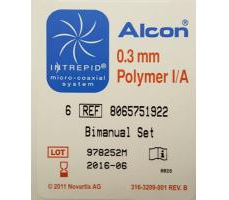 Alcon®
INTREPID®
micro-coaxial
system
0.3 mm
Polymer I/A
6 REF 8065751922
Bimanual Set
LOT 978252M
2016-06
© 2011 Novartis AG
316-3209-001 REV. B